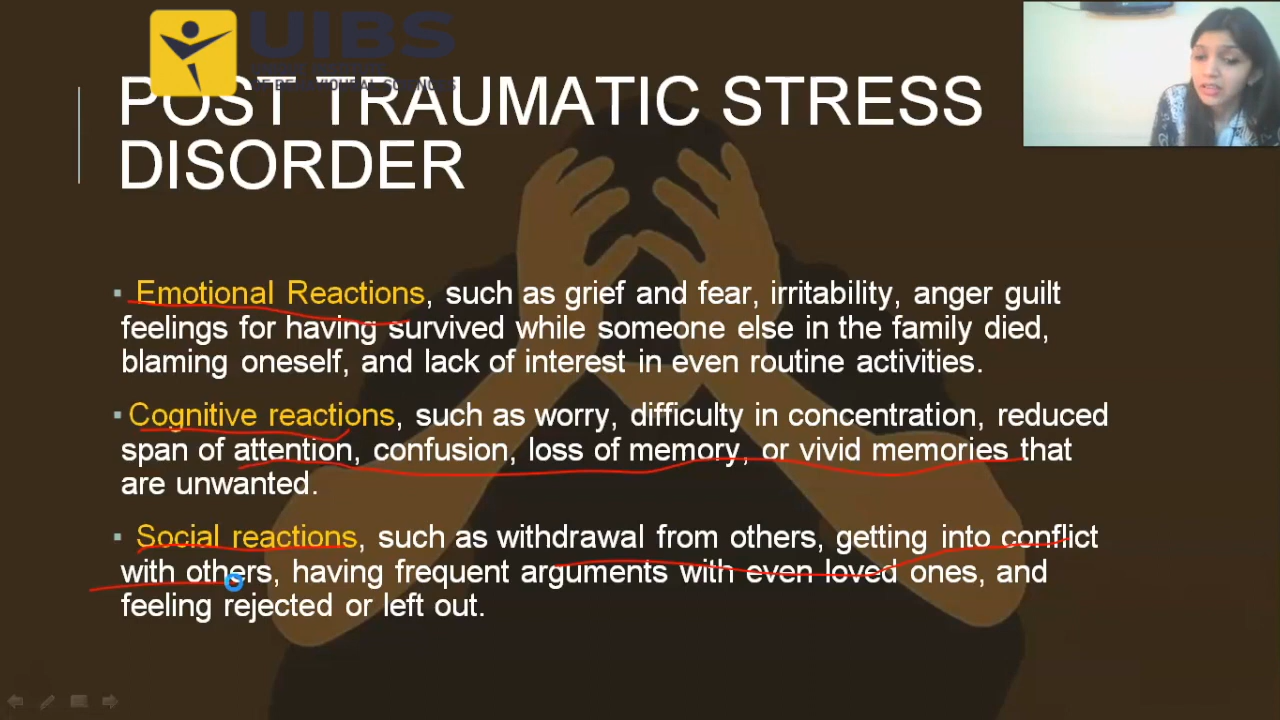 UIBS
OF BEHAVIOURAL SCIENCES
POST TRAUMATIC STRESS
DISORDER
▪ Emotional Reactions, such as grief and fear, irritability, anger guilt
feelings for having survived while someone else in the family died,
blaming oneself, and lack of interest in even routine activities.
▪ Cognitive reactions, such as worry, difficulty in concentration, reduced
span of attention, confusion, loss of memory, or vivid memories that
are unwanted.
▪ Social reactions, such as withdrawal from others, getting into conflict
with others, having frequent arguments with even loved ones, and
feeling rejected or left out.